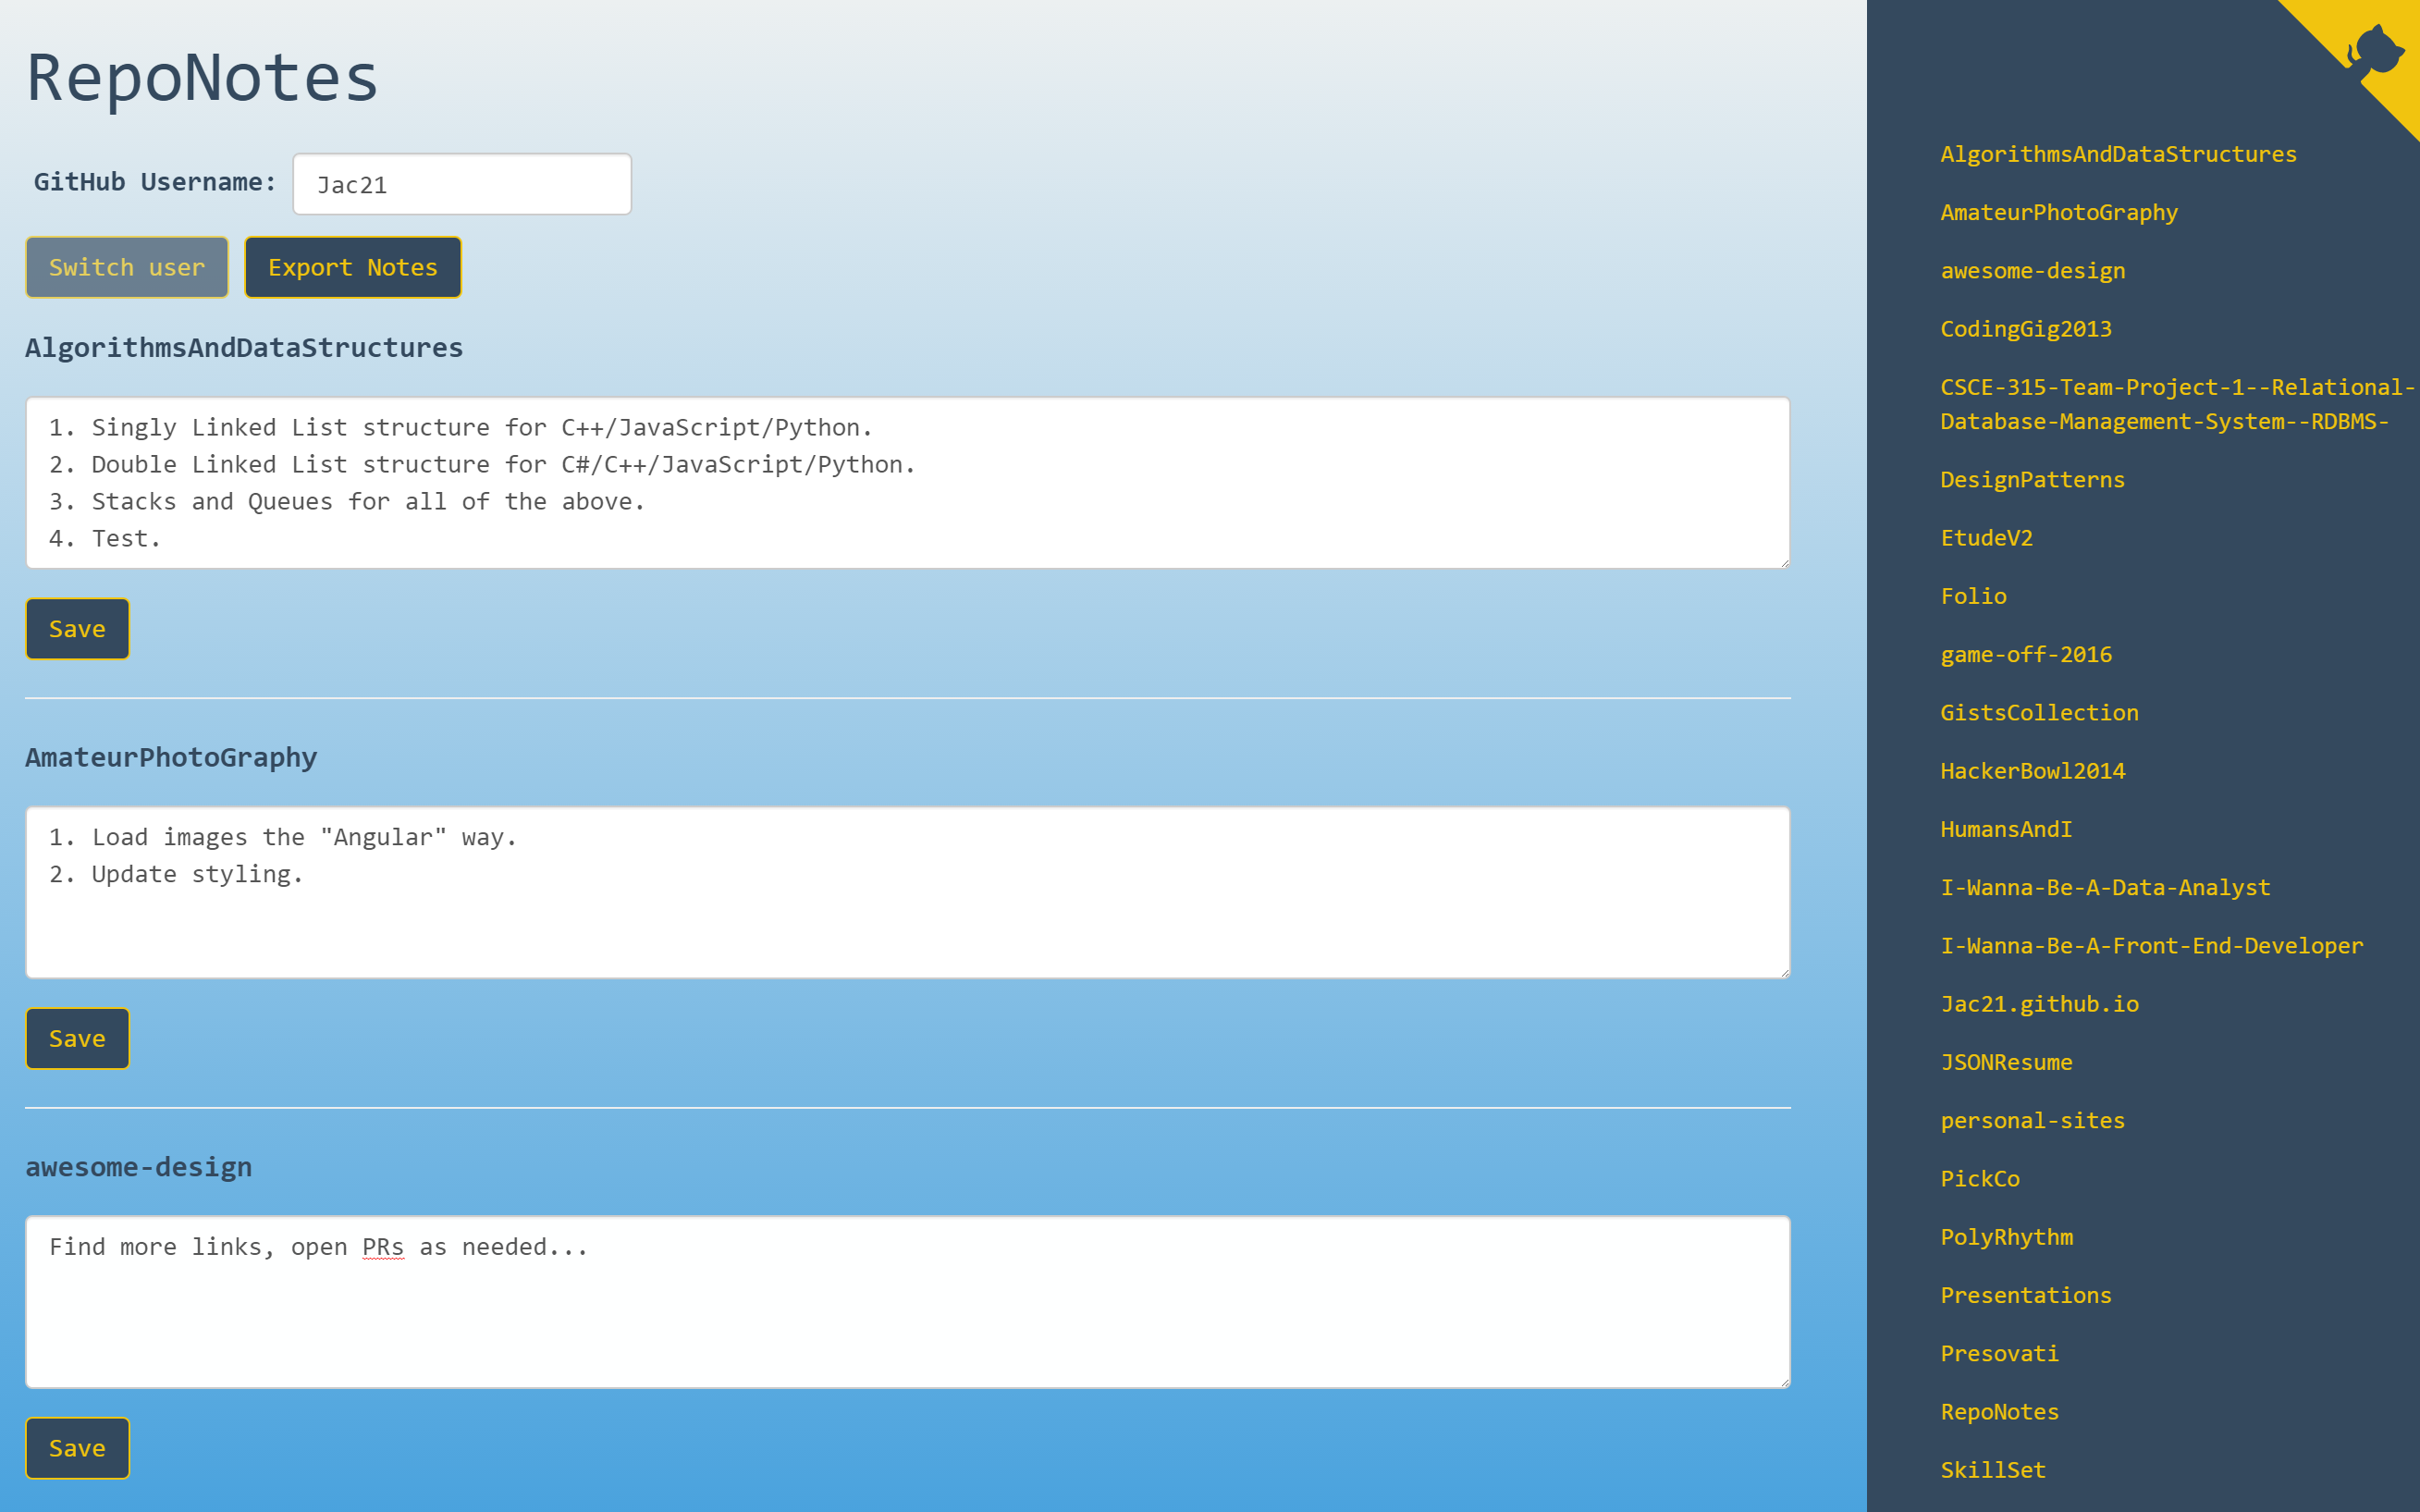 RepoNotes
GitHub Username: Jac21
Switch user Export Notes
AlgorithmsAndDataStructures
1. Singly Linked List structure for C++/JavaScript/Python.
2. Double Linked List structure for C#/C++/JavaScript/Python.
3. Stacks and Queues for all of the above.
4. Test.
Save
AmateurPhotoGraphy
1. Load images the "Angular" way.
2. Update styling.
Save
awesome-design
Find more links, open PRs as needed...
Save
AlgorithmsAndDataStructures
AmateurPhotoGraphy
awesome-design
CodingGig2013
CSCE-315-Team-Project-1--Relational-
Database-Management-System--RDBMS-
DesignPatterns
EtudeV2
Folio
game-off-2016
GistsCollection
HackerBowl2014
HumansAndI
I-Wanna-Be-A-Data-Analyst
I-Wanna-Be-A-Front-End-Developer
Jac21.github.io
JSONResume
personal-sites
PickCo
PolyRhythm
Presentations
Presovati
RepoNotes
SkillSet